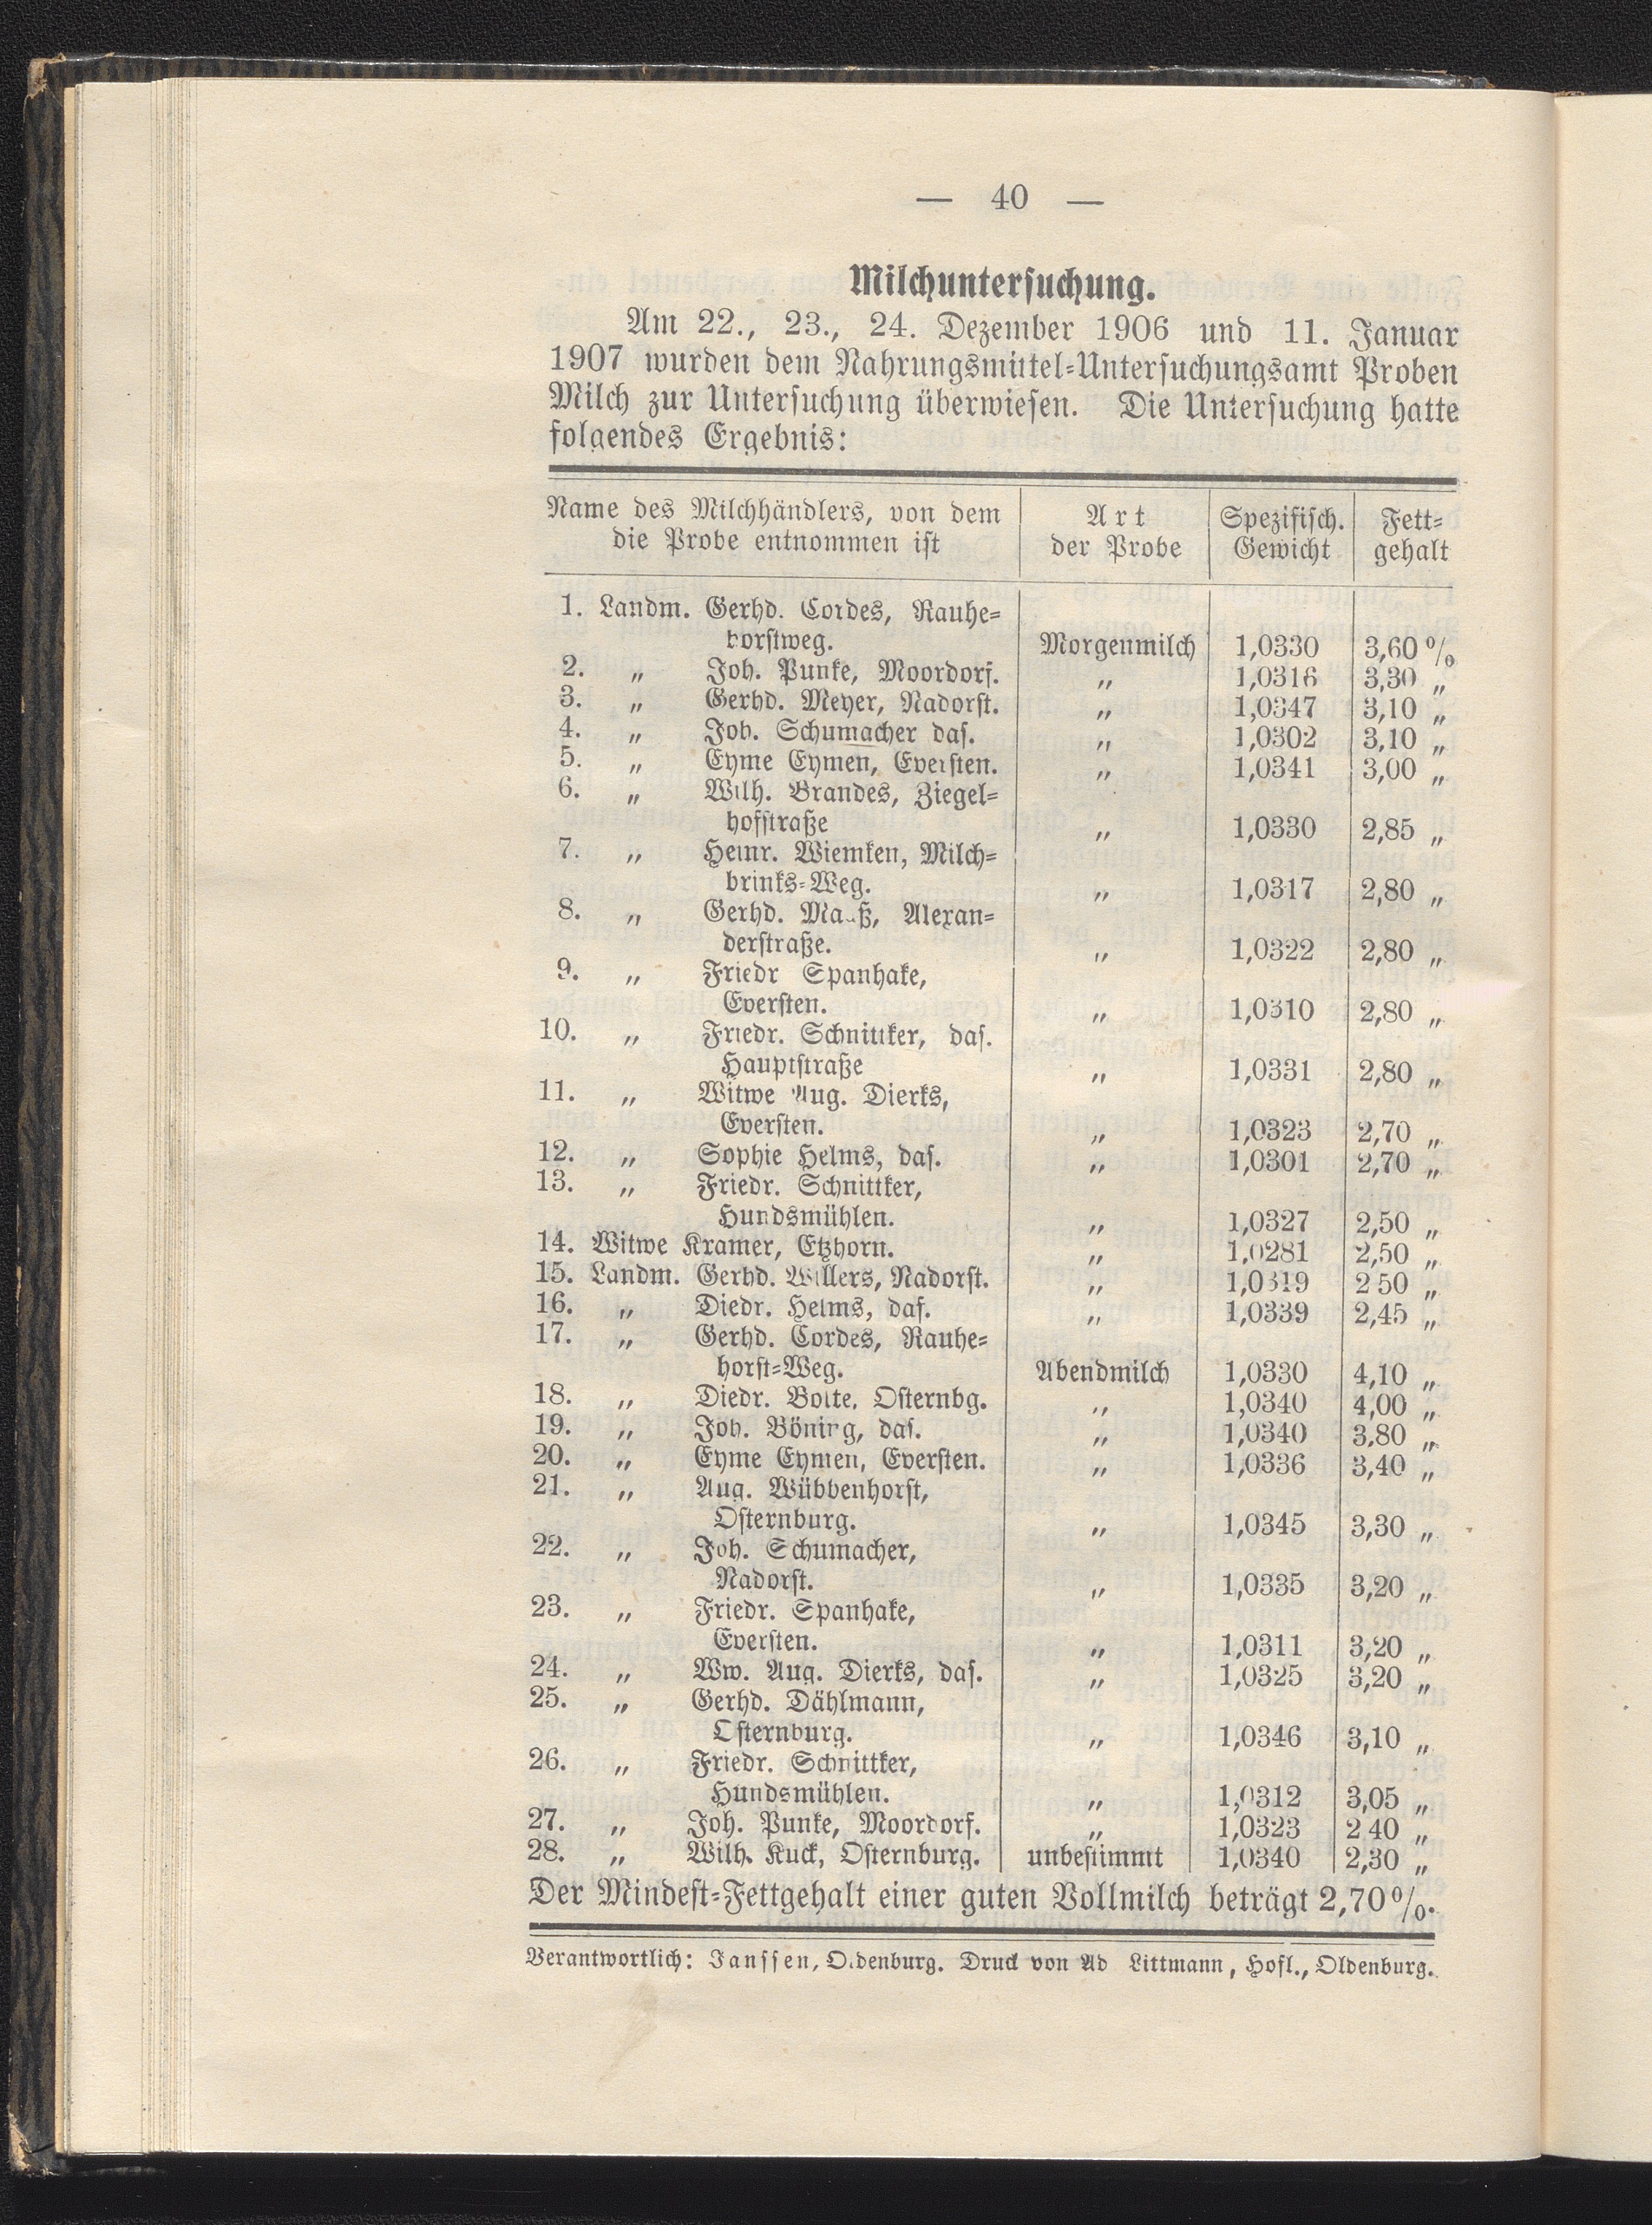 — 40 —
Milchuntersuchung.
Am 22., 23., 24. Dezember 1906 und 11. Januar
1907 wurden dem Nahrungsmittel-Untersuchungsamt Proben
Milch zur Untersuchung überwiesen. Die Untersuchung hatte
folgendes Ergebnis:
Name des Milchhändlers, von dem die Probe entnommen ist | Art der Probe | Spezifisch. Gewicht | Fett-gehalt
1. Landm. Gerhd. Cordes, Rauhe-
horstweg. Morgenmilch 1,0330 3,60 %
2. „ Joh. Punke, Moordorf. „ 1,0316 3,30 „
3. „ Gerhd. Meyer, Nadorst. „ 1,0347 3,10 „
4. „ Joh. Schumacher das. „ 1,0302 3,10 „
5. „ Eyme Eymen, Eversten. „ 1,0341 3,00 „
6. „ Wilh. Brandes, Ziegel-
hofstraße „ 1,0330 2,85 „
7. „ Heinr. Wiemken, Milch-
brinks-Weg. „ 1,0317 2,80 „
8. „ Gerhd. Alexan-
derstraße. „ 1,0322 2,80 „
9. „ Friedr Spanhake,
Eversten. „ 1,0310 2,80 „
10. „ Friedr. Schnittker, das.
Hauptstraße „ 1,0331 2,80 „
11. „ Witwe Aug. Dierks,
Eversten. „ 1,0323 2,70 „
12. „ Sophie Helms, das. „ 1,0301 2,70 „
13. „ Friedr. Schnittker,
Hundsmühlen. „ 1,0327 2,50 „
14. Witwe Kramer, Etzhorn. „ 1,0281 2,50 „
15. Landm. Gerhd. Willers, Nadorst. „ 1,0319 2 50 „
16. „ Diedr. Helms, das. „ 1,0339 2,45 „
17. „ Gerhd. Cordes, Rauhe-
horst-Weg. Abendmilch 1,0330 4,10 „
18. „ Diedr. Bolte, Osternbg. „ 1,0340 4,00 „
19. „ Joh. Böning, das. „ 1,0340 3,80 „
20. „ Eyme Eymen, Eversten. „ 1,0336 3,40 „
21. „ Aug. Wübbenhorst,
Osternburg. „ 1,0345 3,30 „
22. „ Joh. Schumacher,
Nadorst. „ 1,0335 3,20 „
23. „ Friedr. Spanhake,
Eversten. „ 1,0311 3,20 „
24. „ Ww. Aug. Dierks, das. „ 1,0325 3,20 „
25. „ Gerhd. Dählmann,
Osternburg. „ 1,0346 3,10 „
26. „ Friedr. Schnittker,
Hundsmühlen. „ 1,0312 3,05 „
27. „ Joh. Punke, Moordorf. „ 1,0323 2 40 „
28. „ Wilh. Kuck, Osternburg. unbestimmt 1,0340 2,30 „
Der Mindest-Fettgehalt einer guten Vollmilch beträgt 2,70%.
Verantwortlich: Janssen, Oldenburg. Druck von Ad Littmann, Hofl., Oldenburg.